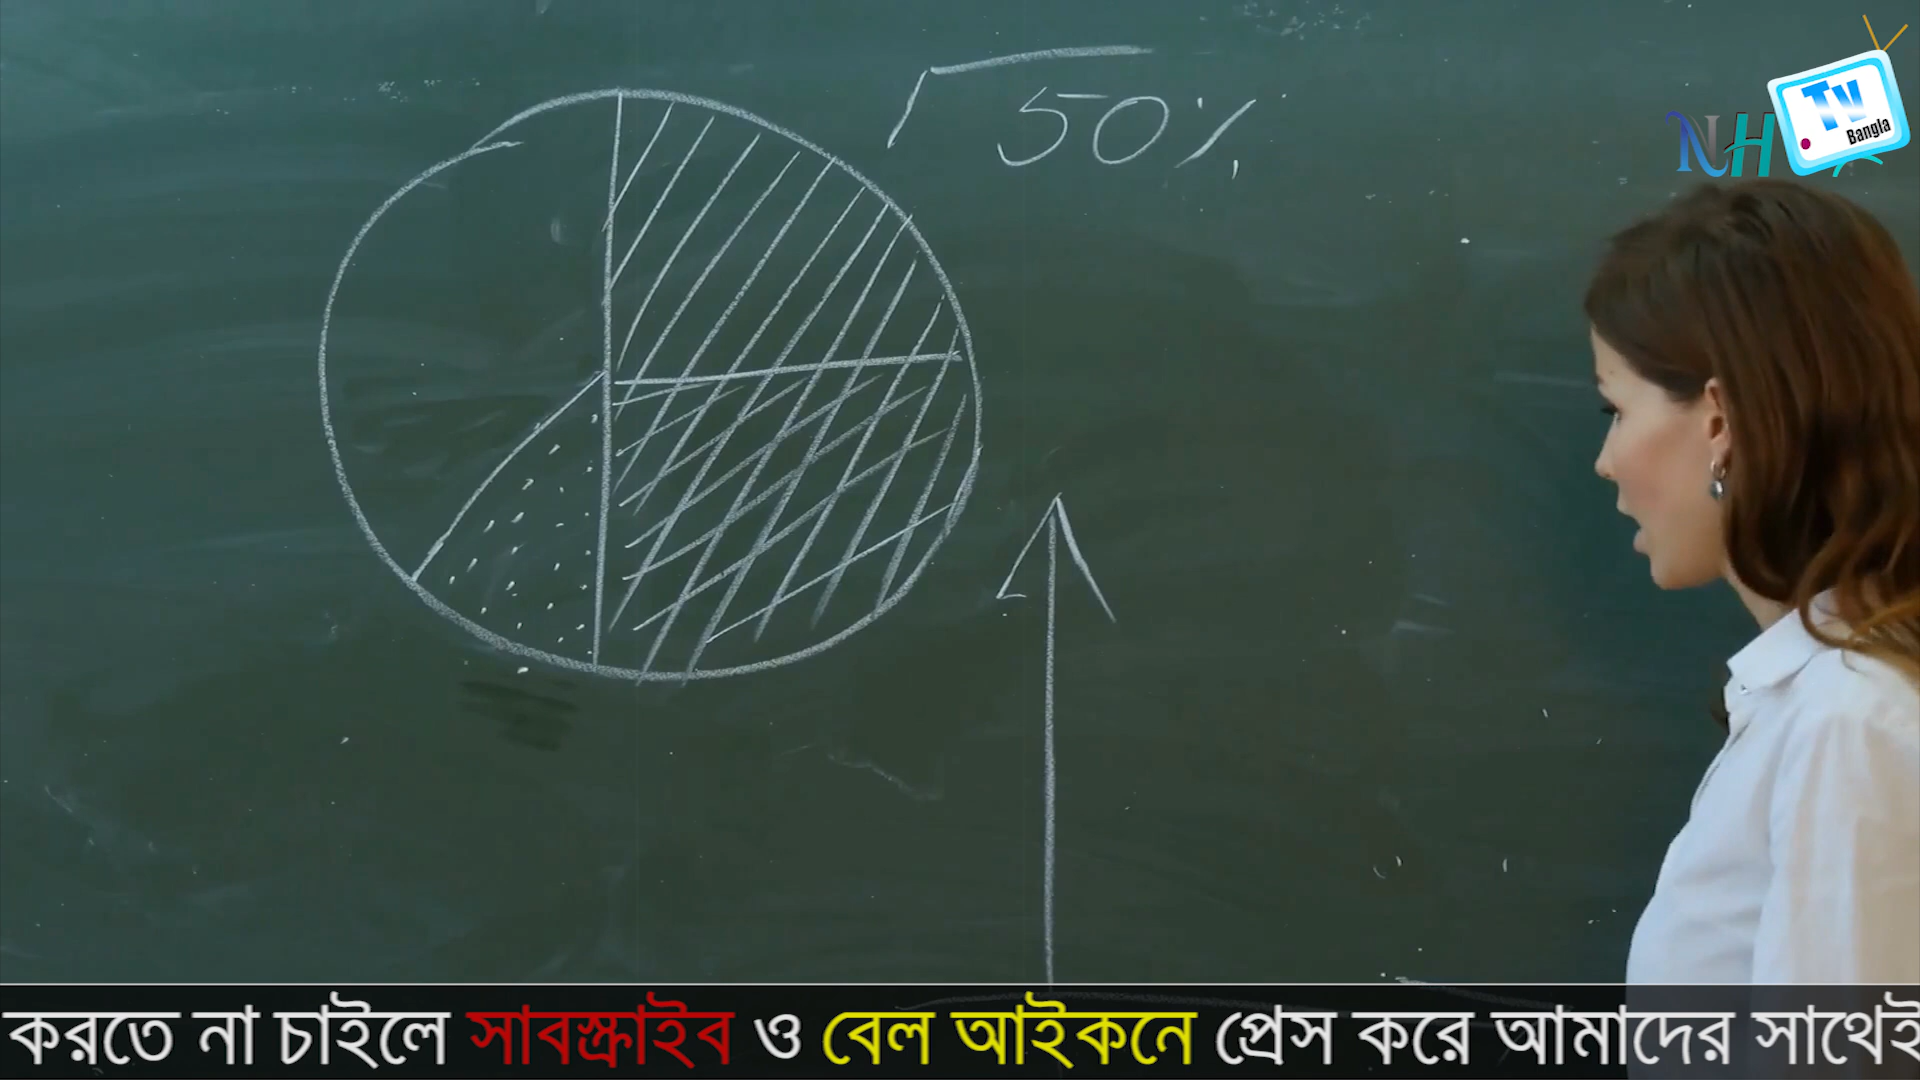 50%
NH
Tv
Bangla
করতে না চাইলে সাবস্ক্রাইব ও বেল আইকনে প্রেস করে আমাদের সাথেই